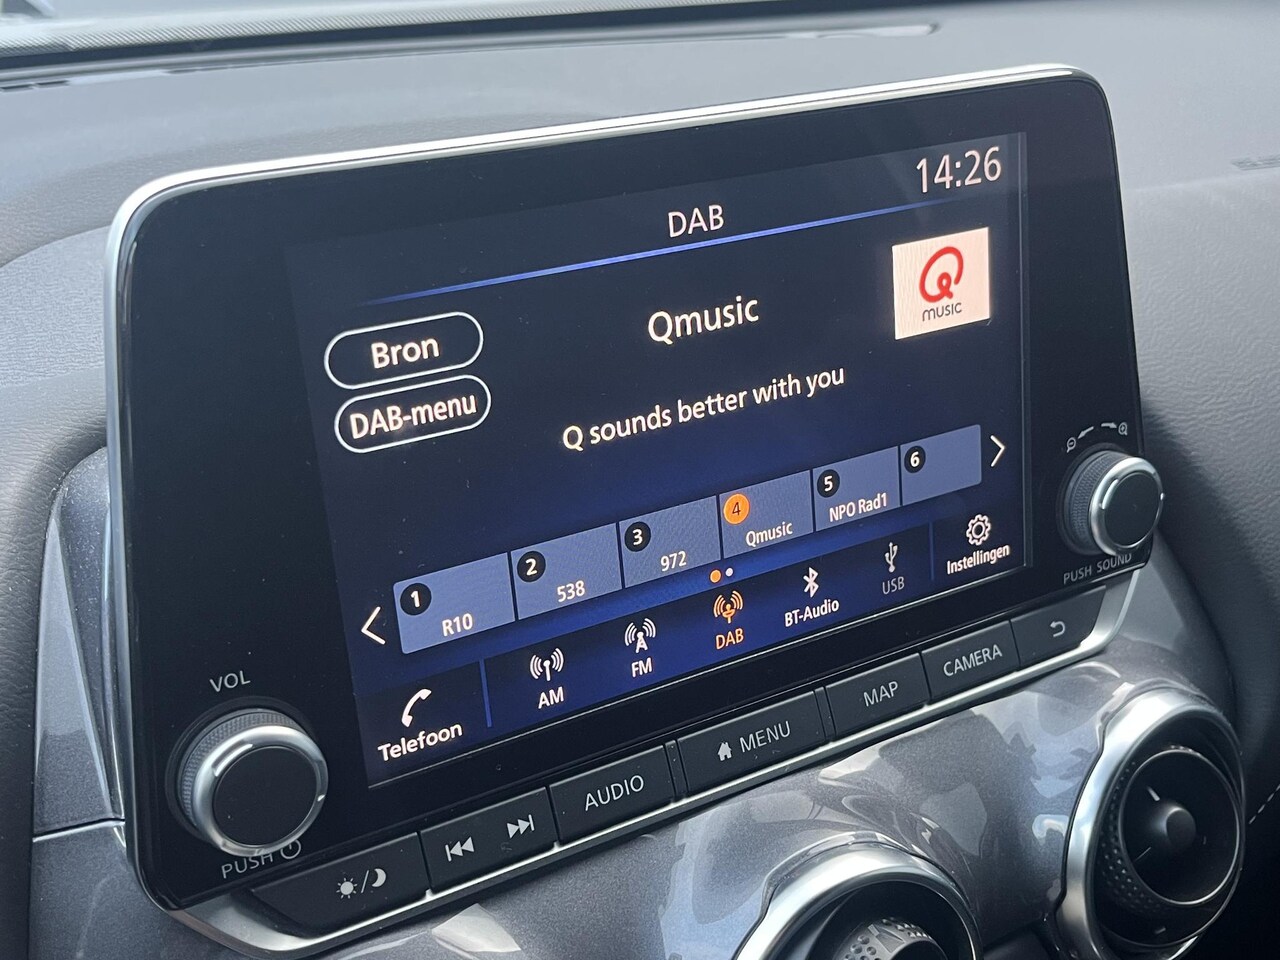 14:26
DAB
Bron
Qmusic
Q
MUSIC
DAB-menu
Q sounds better with you
1
R10
2
538
3
972
4
Qmusic
5
NPO Rad1
6
Telefoon
AM
FM
DAB
BT-Audio
USB
Instellingen
VOL
PUSH
PUSH SOUND
AUDIO
MENU
MAP
CAMERA